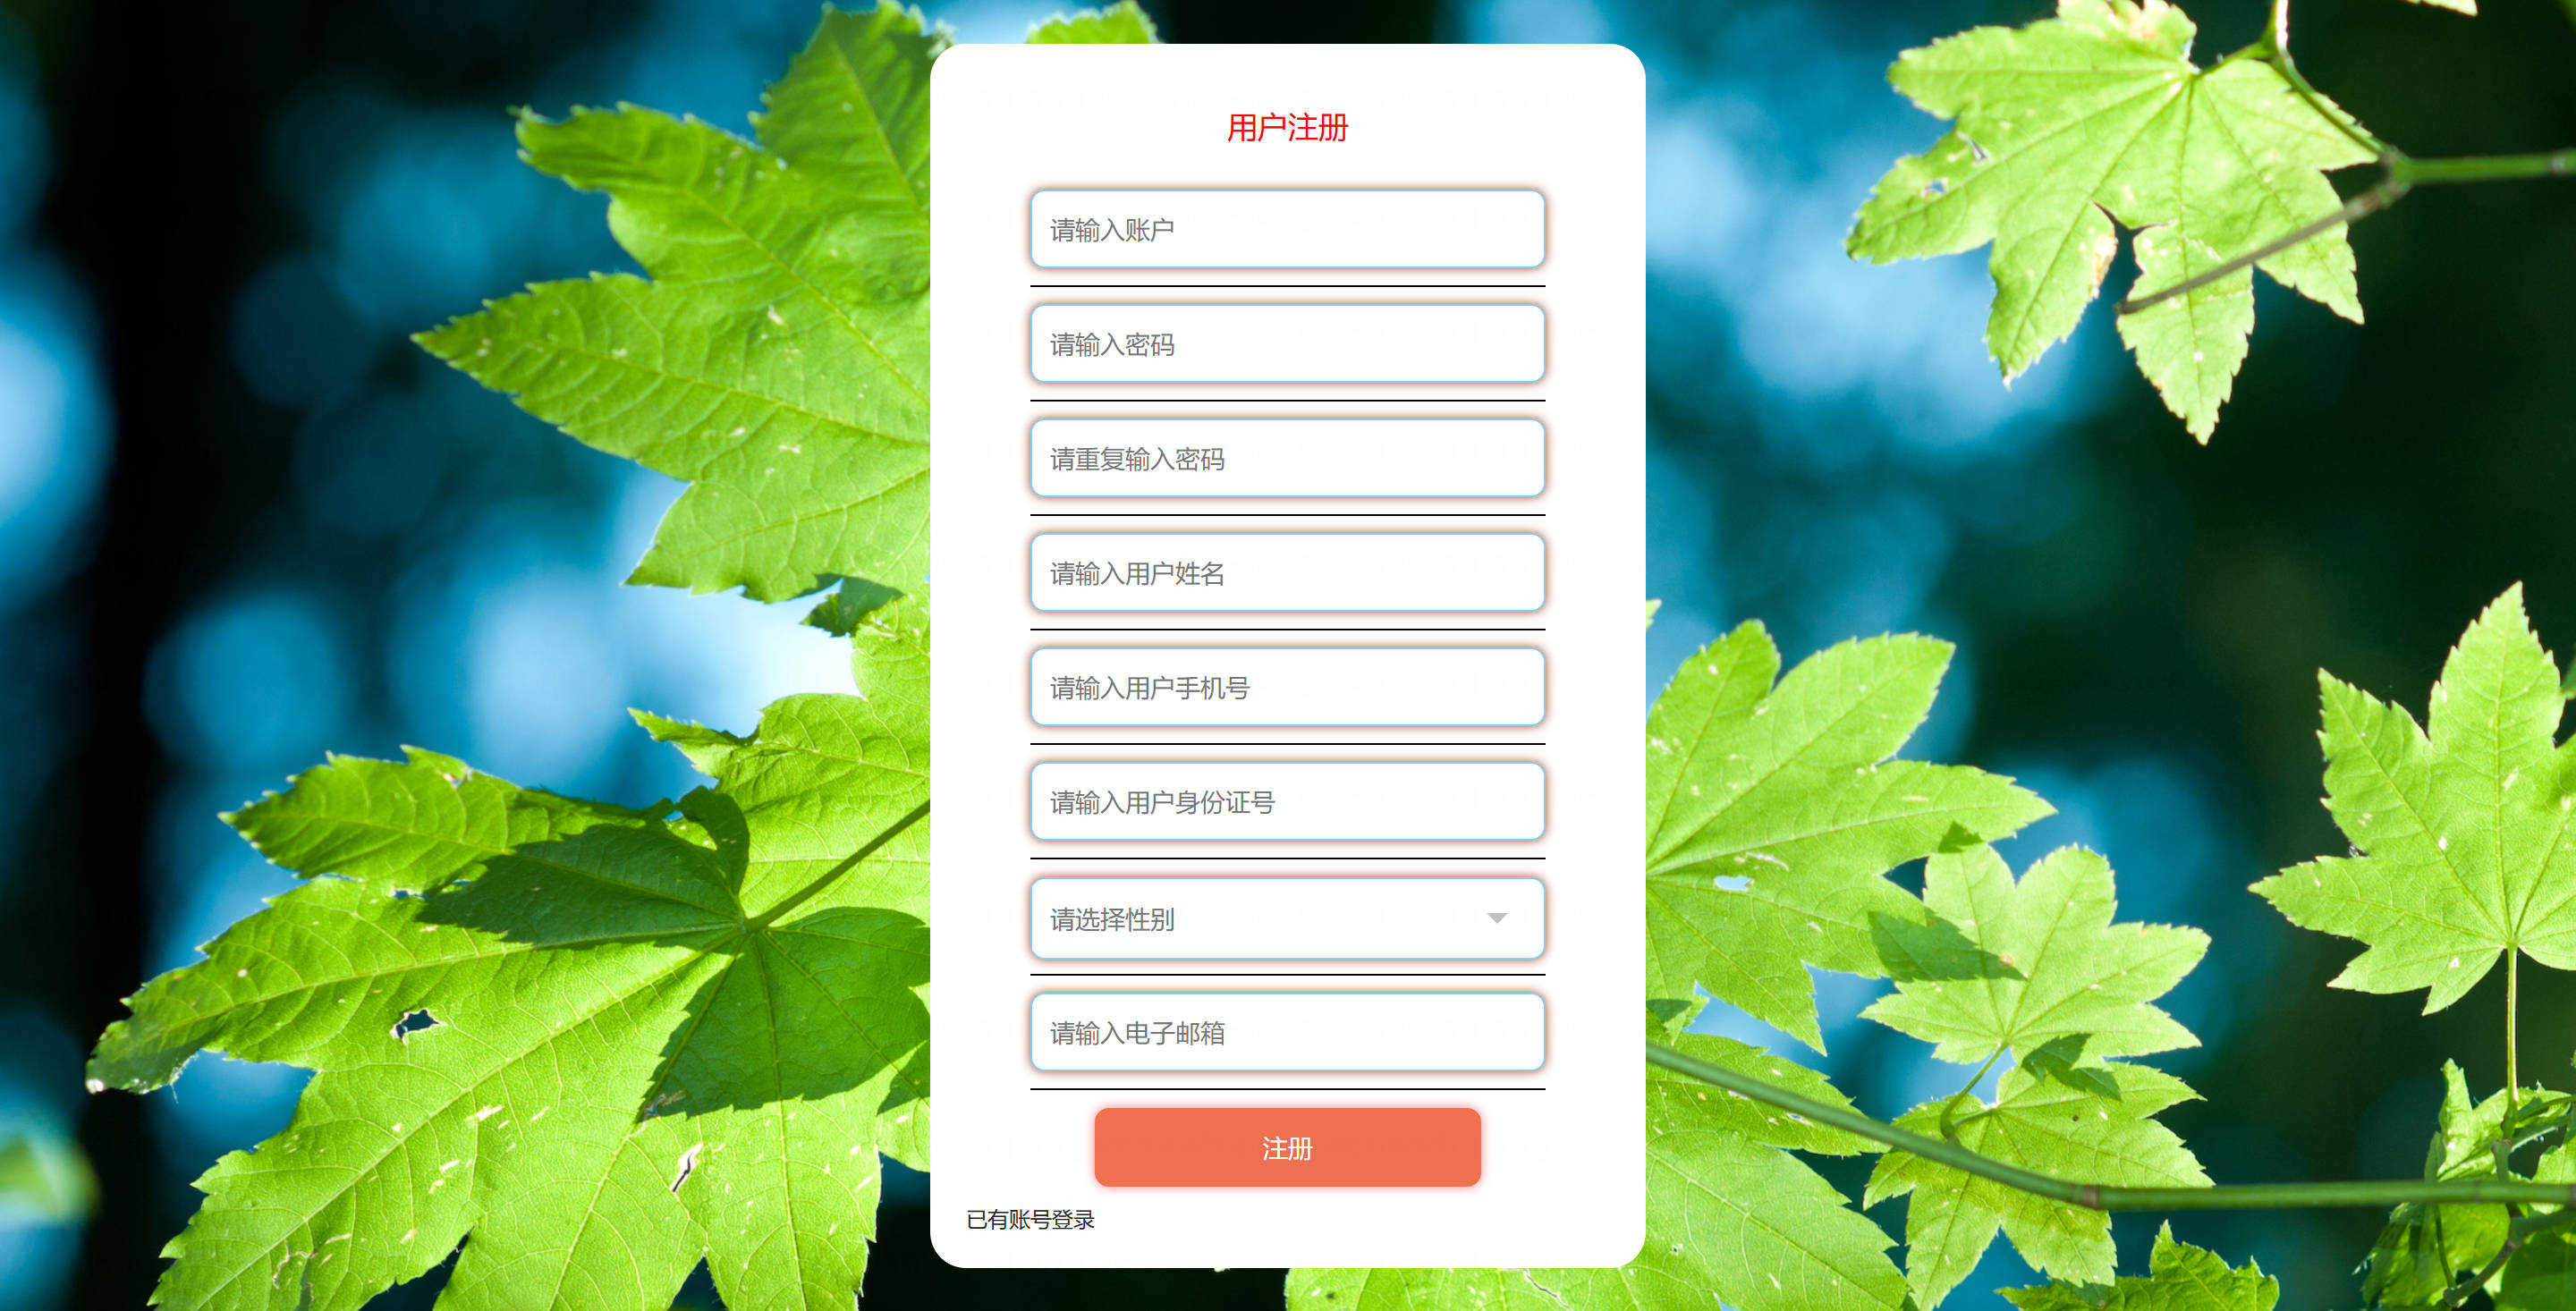 用户注册
请输入账户
请输入密码
请重复输入密码
请输入用户姓名
请输入用户手机号
请输入用户身份证号
请选择性别
请输入电子邮箱
注册
已有账号登录